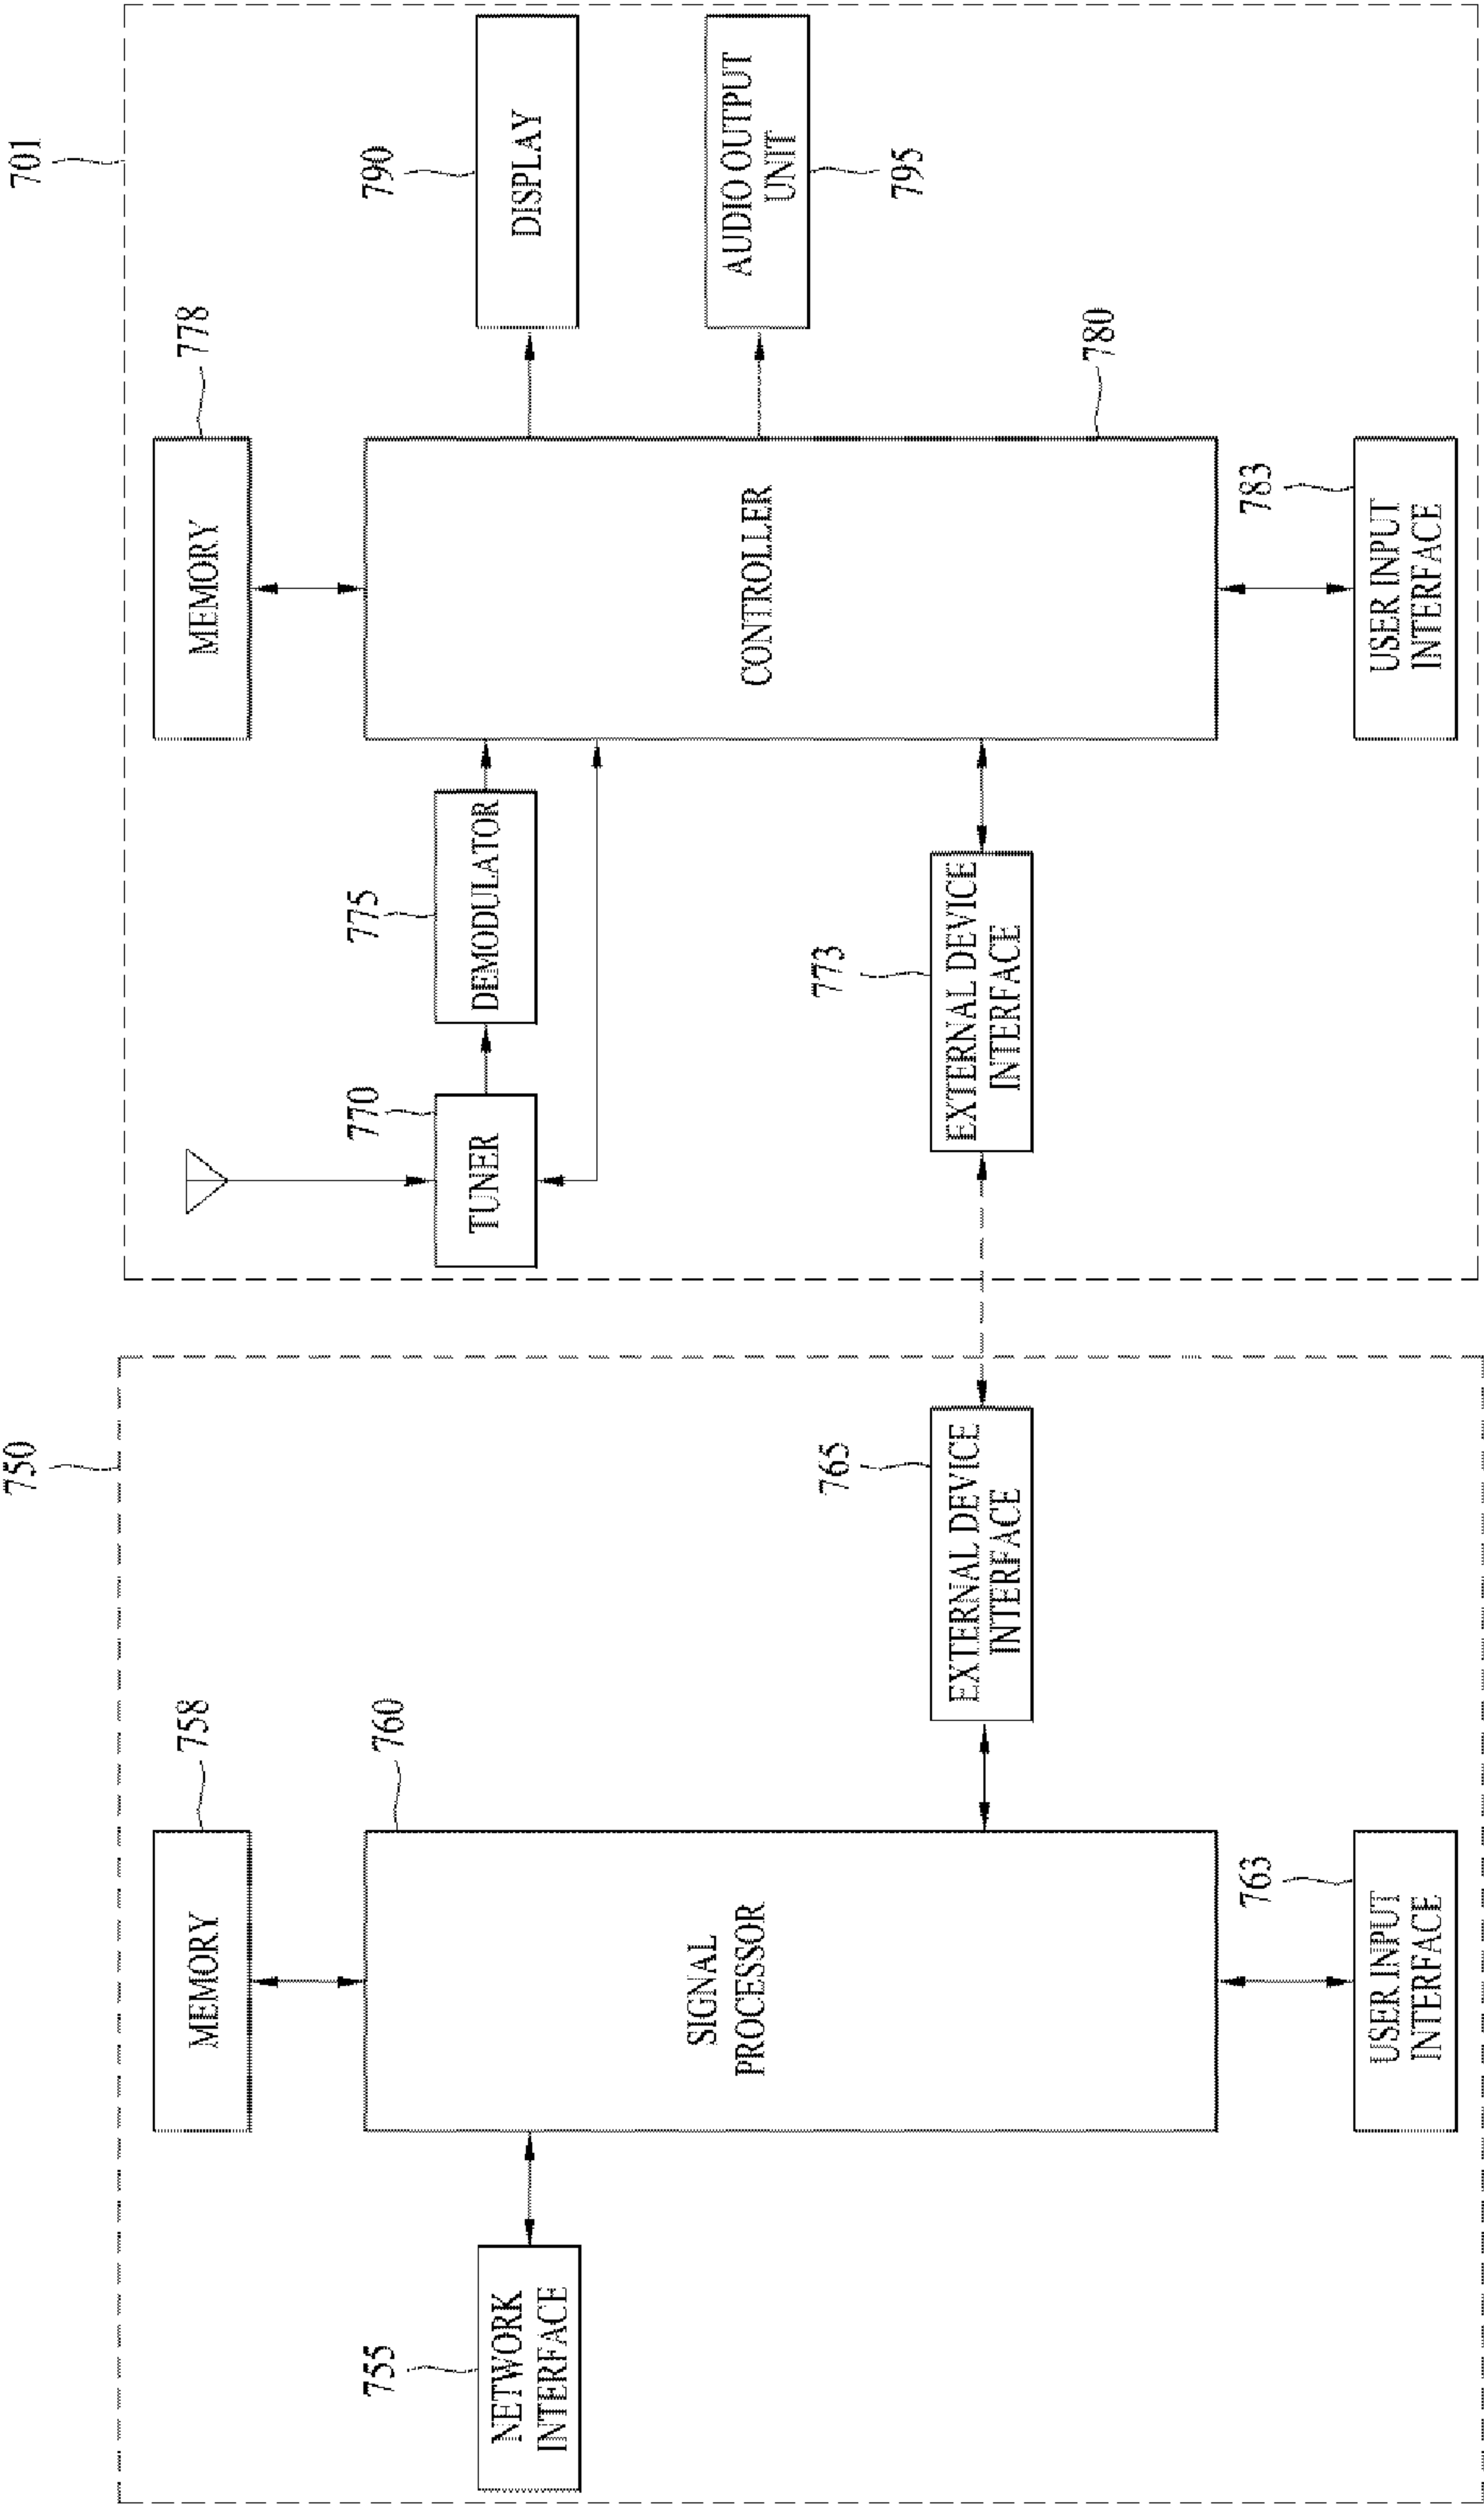 750
758
MEMORY
760
SIGNAL
PROCESSOR
755
NETWORK
INTERFACE
765
EXTERNAL DEVICE
INTERFACE
763
USER INPUT
INTERFACE
701
778
MEMORY
770
TUNER
775
DEMODULATOR
790
DISPLAY
CONTROLLER
AUDIO OUTPUT
UNIT
795
773
EXTERNAL DEVICE
INTERFACE
780
783
USER INPUT
INTERFACE